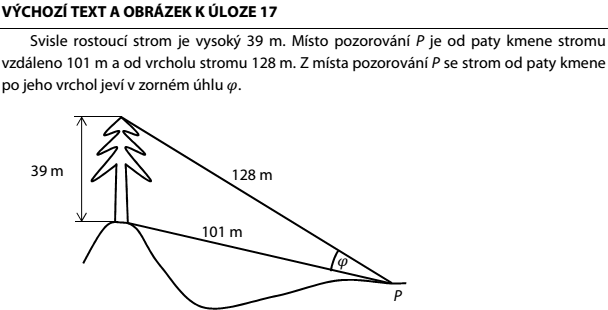 VÝCHOZÍ TEXT A OBRÁZEK K ÚLOZE 17
Svisle rostoucí strom je vysoký 39 m. Místo pozorování P je od paty kmene stromu
vzdáleno 101 m a od vrcholu stromu 128 m. Z místa pozorování P se strom od paty kmene
po jeho vrchol jeví v zorném úhlu φ.
39 m
128 m
101 m
φ
P